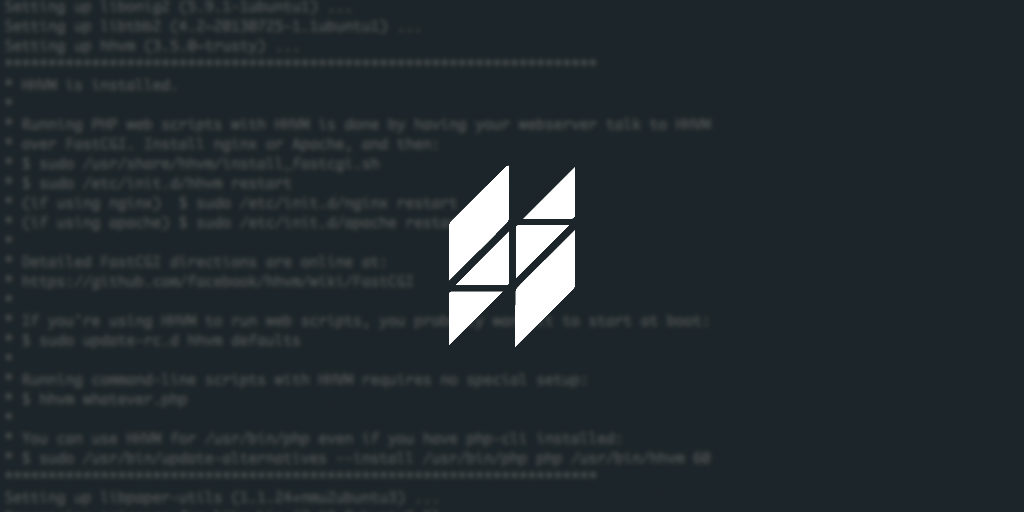 Setting up libonig2 (5.9.1-1ubuntu1) ...
Setting up libtbb2 (4.2~20130725-1.1ubuntu1) ...
Setting up hhvm (3.5.0~trusty) ...
********************************************************************
* HHVM is installed.
*
* Running PHP web scripts with HHVM is done by having your webserver talk to HHVM
* over FastCGI. Install nginx or Apache, and then:
* $ sudo /usr/share/hhvm/install_fastcgi.sh
* $ sudo /etc/init.d/hhvm restart
* (if using nginx)  $ sudo /etc/init.d/nginx restart
* (if using apache) $ sudo /etc/init.d/apache
*
* Detailed FastCGI directions are online at:
* https://github.com/facebook/hhvm/wiki/FastCGI
*
* If you're using HHVM to run web scripts, you to start at boot:
* $ sudo update-rc.d hhvm defaults
*
* Running command-line scripts with HHVM requires no special setup:
* $ hhvm whatever.php
*
* You can use HHVM for /usr/bin/php even if you have php-cli installed:
* $ sudo /usr/bin/update-alternatives --install /usr/bin/php php /usr/bin/hhvm 60
********************************************************************
Setting up libpaper-utils (1.1.24+nmu2ubuntu3) ...